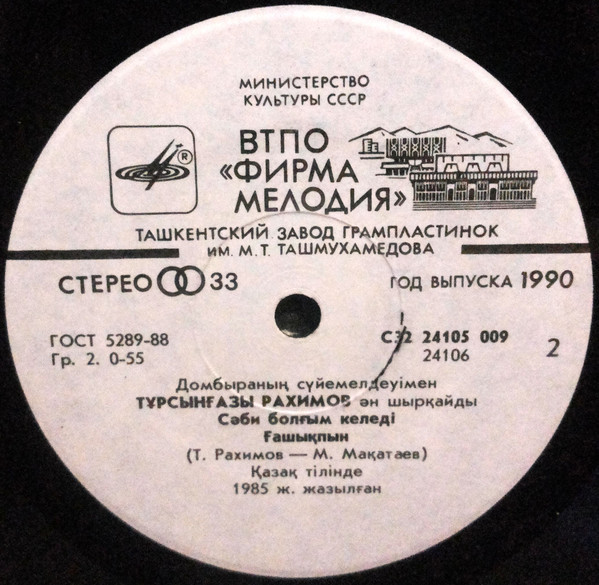 МИНИСТЕРСТВО
КУЛЬТУРЫ СССР
ВТПО
«ФИРМА
МЕЛОДИЯ»
®
ТАШКЕНТСКИЙ ЗАВОД ГРАМПЛАСТИНОК
ИМ. М. Т. ТАШМУХАМЕДОВА
СТЕРЕО 33
ГОД ВЫПУСКА 1990
ГОСТ 5289-88
Гр. 2. 0-55
С32 24105 009
24106
2
Домбыраның сүйемелдеуімен
ТҰРСЫНҒАЗЫ РАХИМОВ ән шырқайды
Сәби болғым келеді
Ғашықпын
(Т. Рахимов — М. Мақатаев)
Қазақ тілінде
1985 ж. жазылған